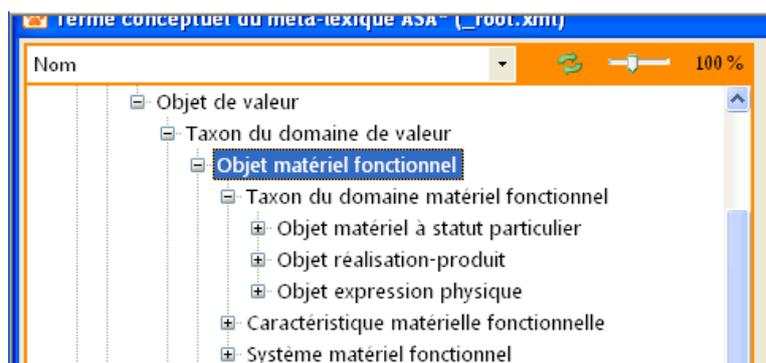 Terme conceptuel du méta-lexique ASA* (_root.xml)
Nom 100 %
Objet de valeur
Taxon du domaine de valeur
Objet matériel fonctionnel
Taxon du domaine matériel fonctionnel
Objet matériel à statut particulier
Objet réalisation-produit
Objet expression physique
Caractéristique matérielle fonctionnelle
Système matériel fonctionnel